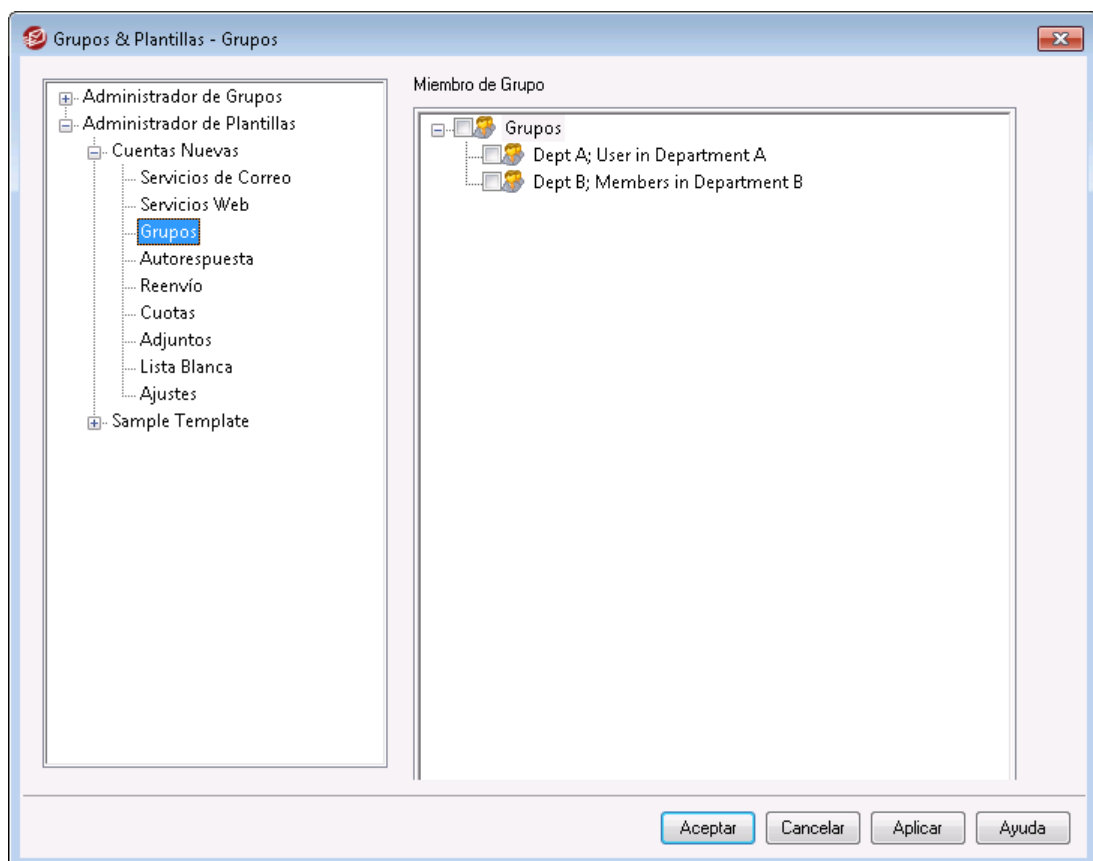 Grupos & Plantillas - Grupos
Administrador de Grupos
Administrador de Plantillas
Cuentas Nuevas
Servicios de Correo
Servicios Web
Grupos
Autorespuesta
Reenvío
Cuotas
Adjuntos
Lista Blanca
Ajustes
Sample Template
Miembro de Grupo
Grupos
Dept A; User in Department A
Dept B; Members in Department B
Aceptar
Cancelar
Aplicar
Ayuda